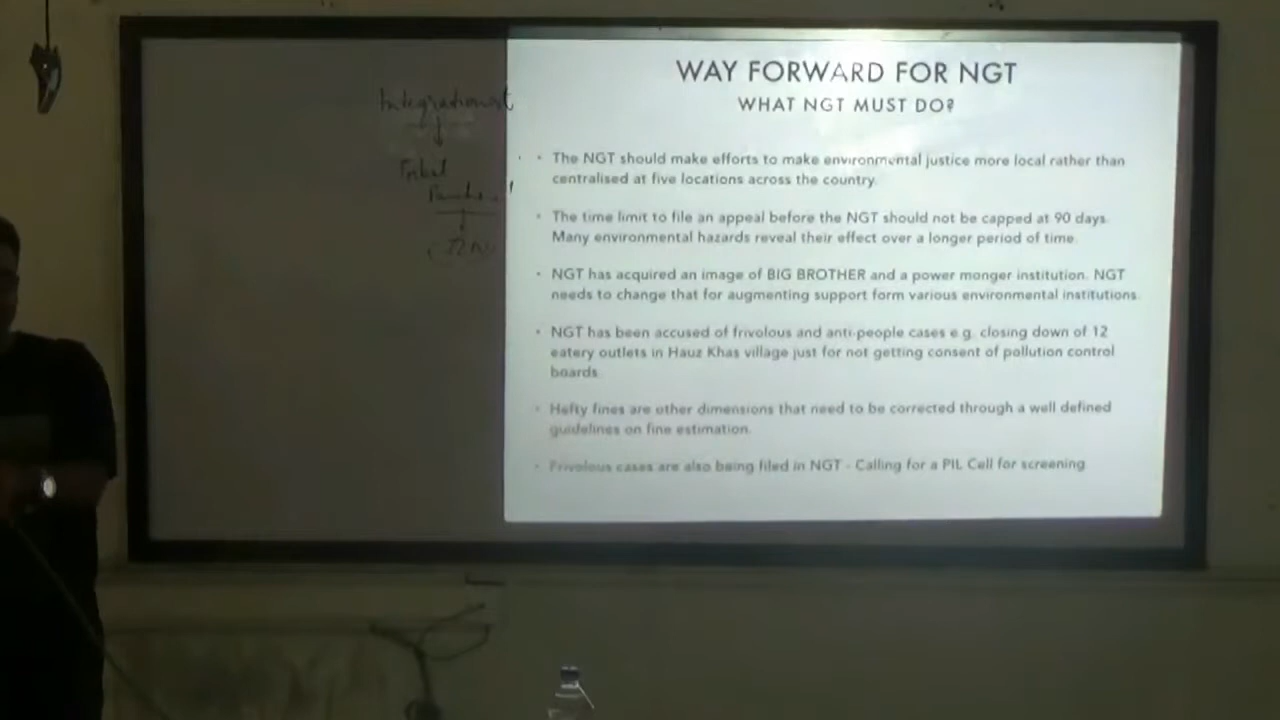 Integrationist
Tribal
WAY FORWARD FOR NGT
WHAT NGT MUST DO?
• The NGT should make efforts to make environmental justice more local rather than
centralised at five locations across the country.
• The time limit to file an appeal before the NGT should not be capped at 90 days.
Many environmental hazards reveal their effect over a longer period of time.
• NGT has acquired an image of BIG BROTHER and a power monger institution. NGT
needs to change that for augmenting support form various environmental institutions.
• NGT has been accused of frivolous and anti-people cases e.g. closing down of 12
eatery outlets in Hauz Khas village just for not getting consent of pollution control
boards.
• Hefty fines are other dimensions that need to be corrected through a well defined
guidelines on fine estimation.
• Frivolous cases are also being filed in NGT - Calling for a PIL Cell for screening.